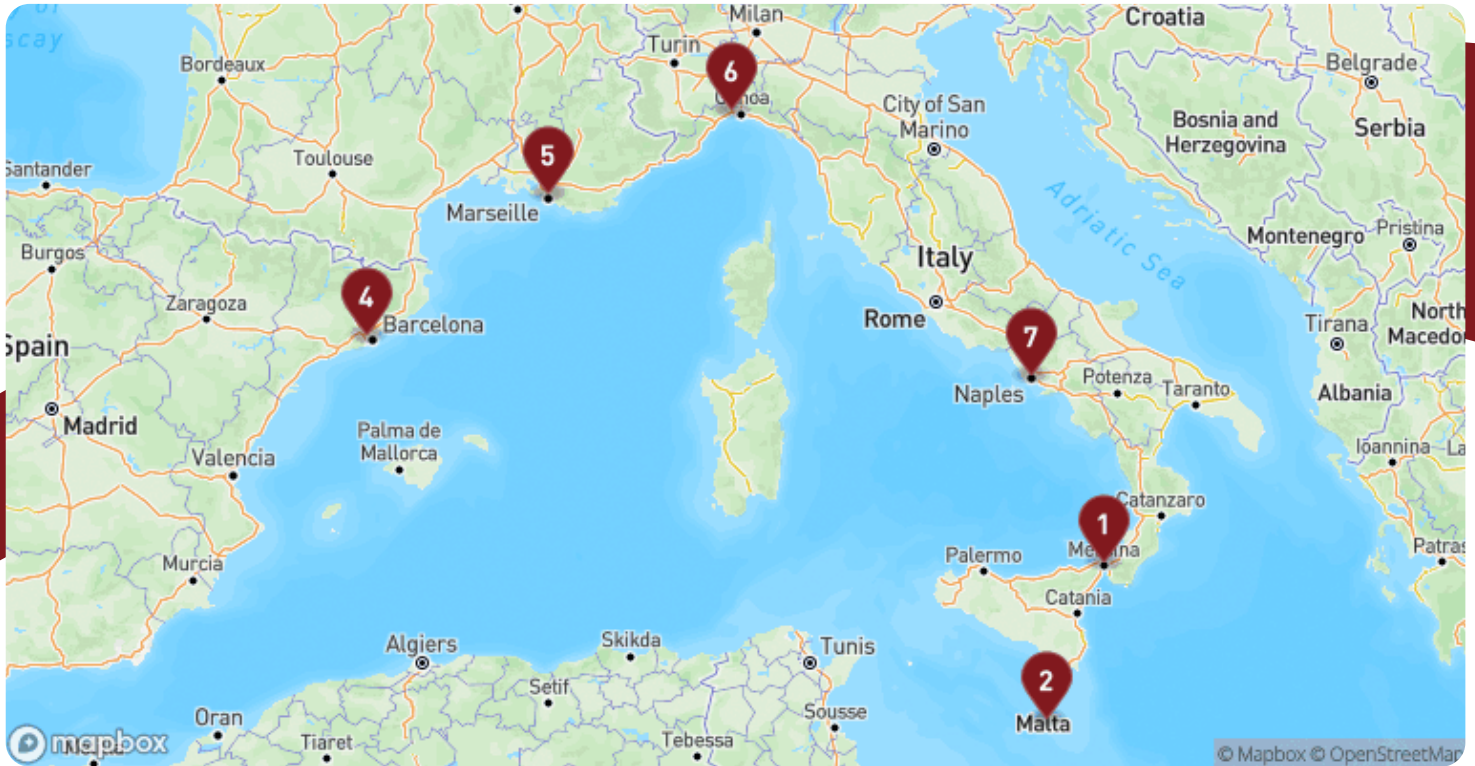 Milan
Croatia
scay
Turin
Bordeaux
6
Belgrade
City of San
Marino
Bosnia and
Herzegovina
Serbia
Toulouse
5
Santander
Marseille
Adriatic Sea
Montenegro
Pristina
Burgos
Italy
4
Zaragoza
Barcelona
Rome
7
Tirana
North
Macedo
Spain
Naples
Potenza
Taranto
Albania
Madrid
Palma de
Mallorca
Valencia
Ioannina
La
Catanzaro
1
Palermo
Murcia
Patras
Catania
Algiers
Skikda
Tunis
2
Setif
Malta
Oran
Sousse
mapbox
Tiaret
Tebessa
© Mapbox © OpenStreetMap